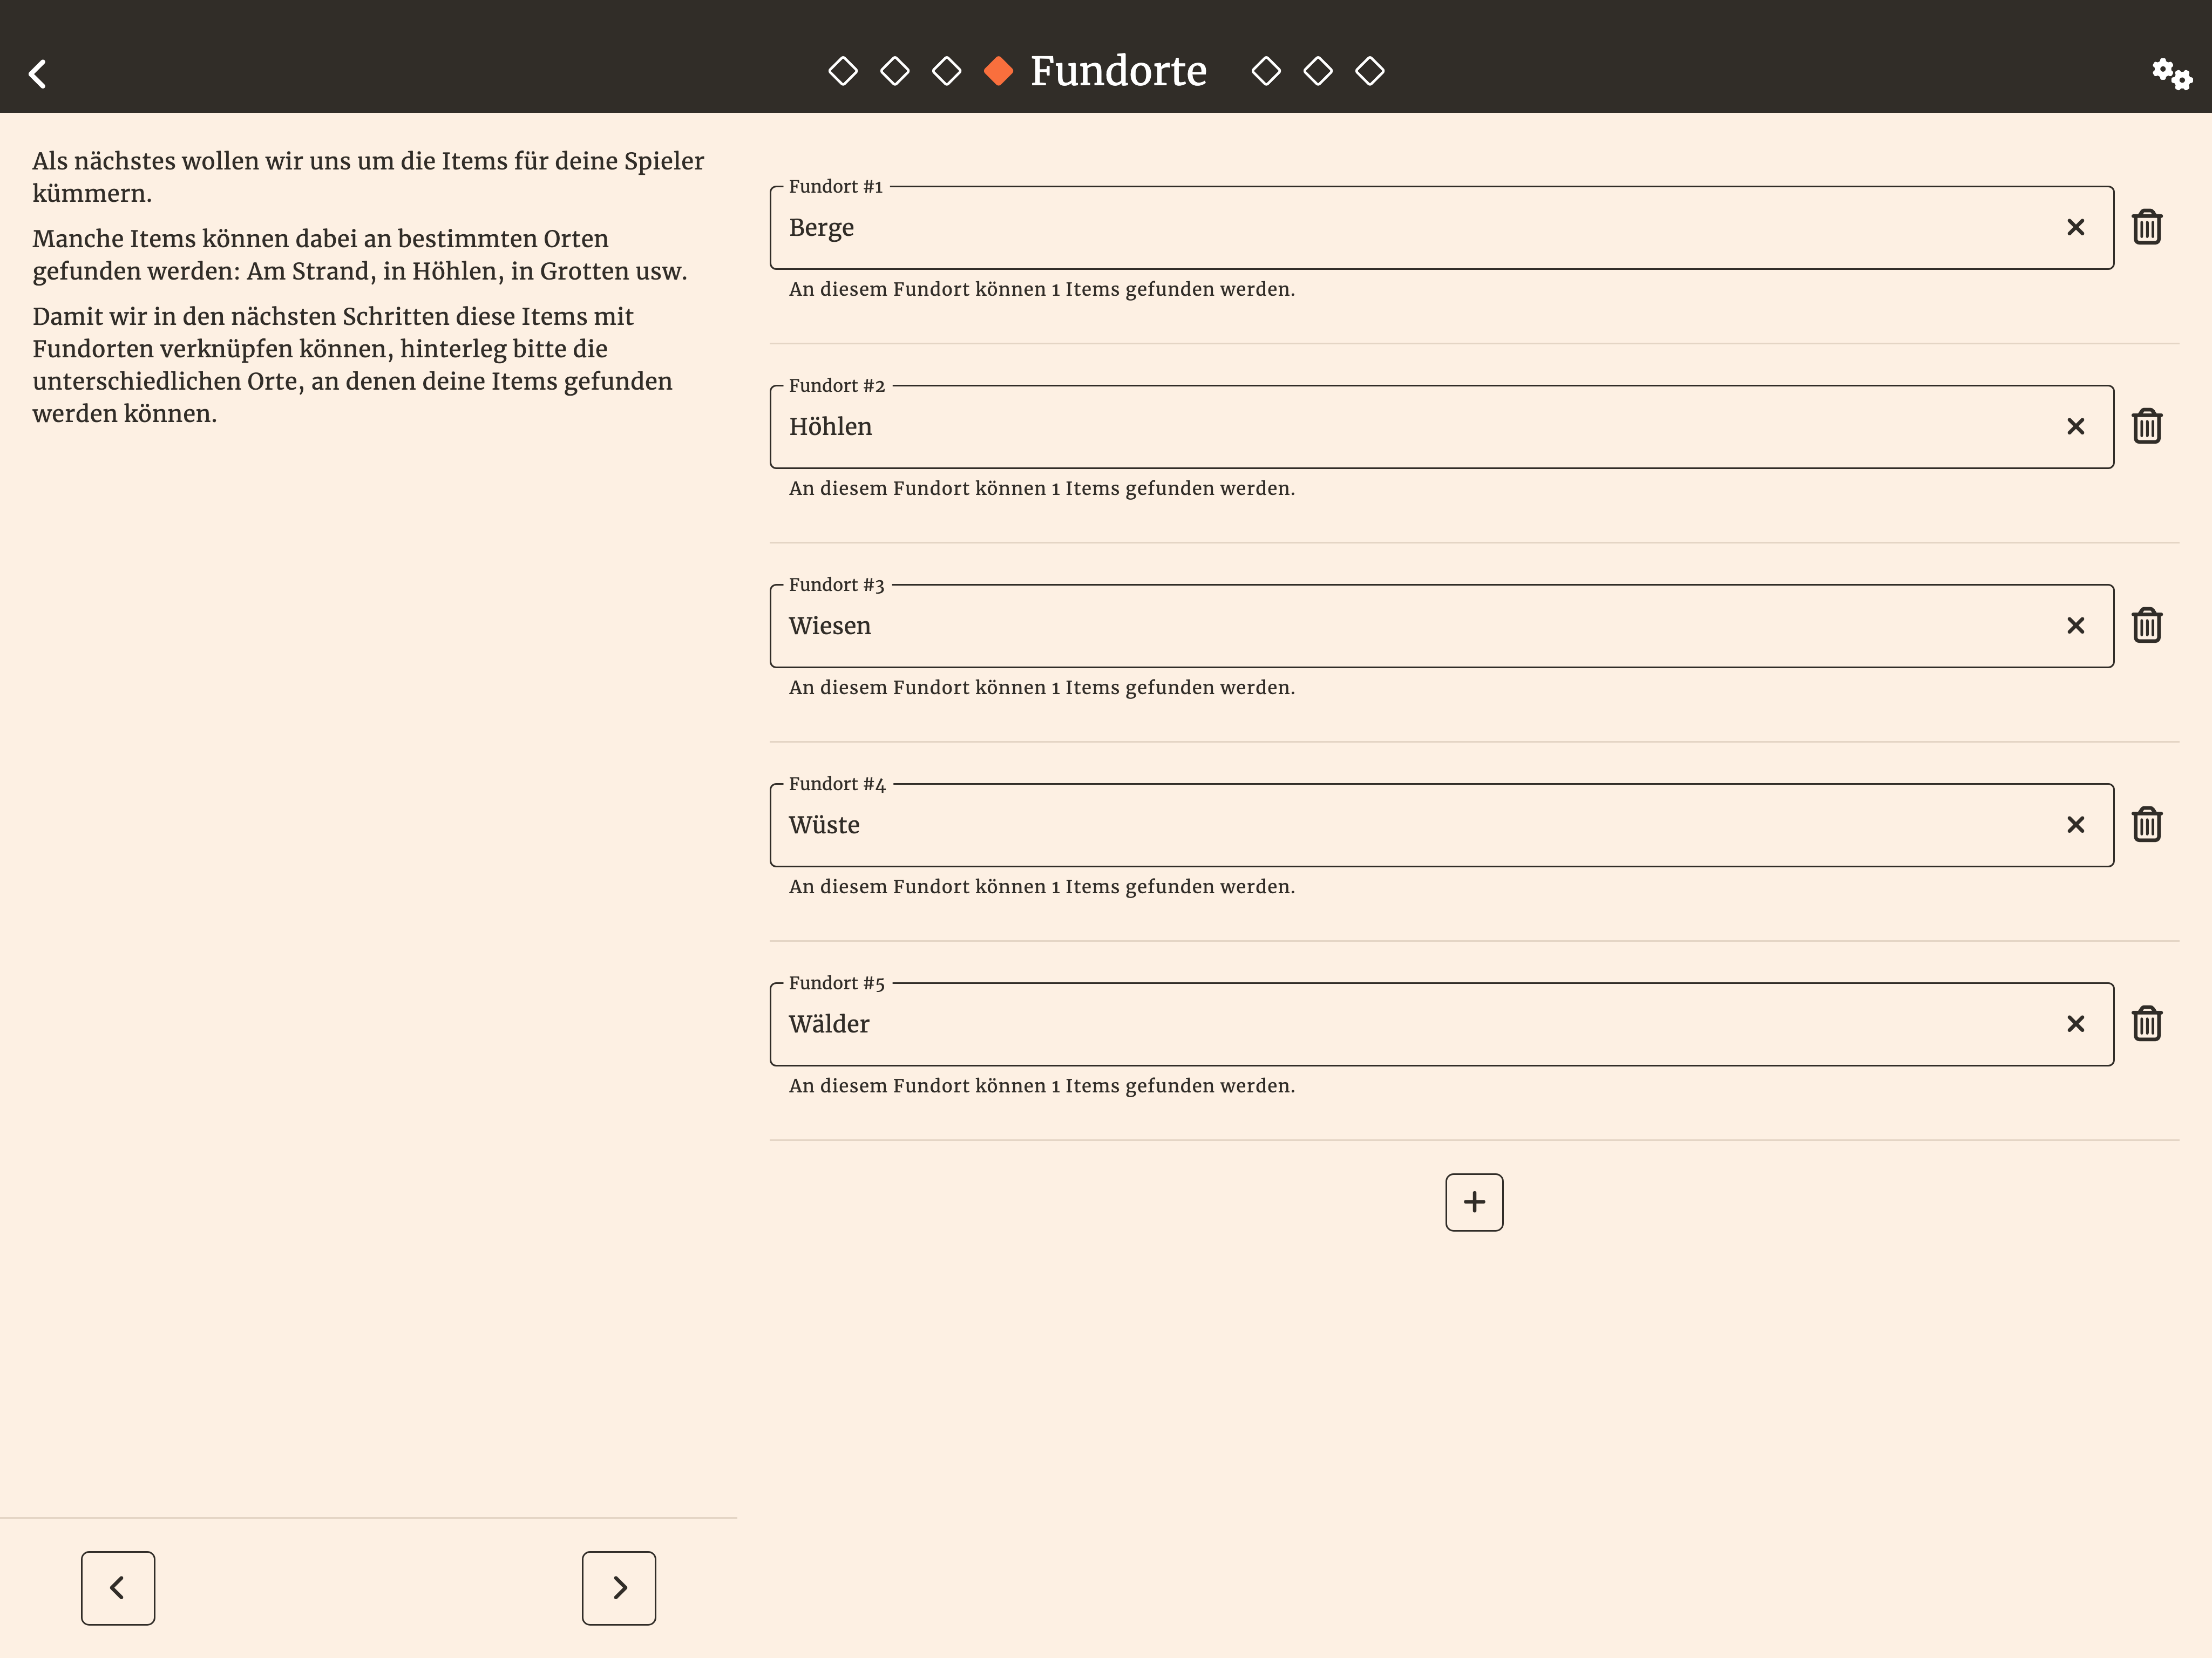 Fundorte
Als nächstes wollen wir uns um die Items für deine Spieler
kümmern.
Manche Items können dabei an bestimmten Orten
gefunden werden: Am Strand, in Höhlen, in Grotten usw.
Damit wir in den nächsten Schritten diese Items mit
Fundorten verknüpfen können, hinterleg bitte die
unterschiedlichen Orte, an denen deine Items gefunden
werden können.
Fundort #1
Berge
An diesem Fundort können 1 Items gefunden werden.
Fundort #2
Höhlen
An diesem Fundort können 1 Items gefunden werden.
Fundort #3
Wiesen
An diesem Fundort können 1 Items gefunden werden.
Fundort #4
Wüste
An diesem Fundort können 1 Items gefunden werden.
Fundort #5
Wälder
An diesem Fundort können 1 Items gefunden werden.